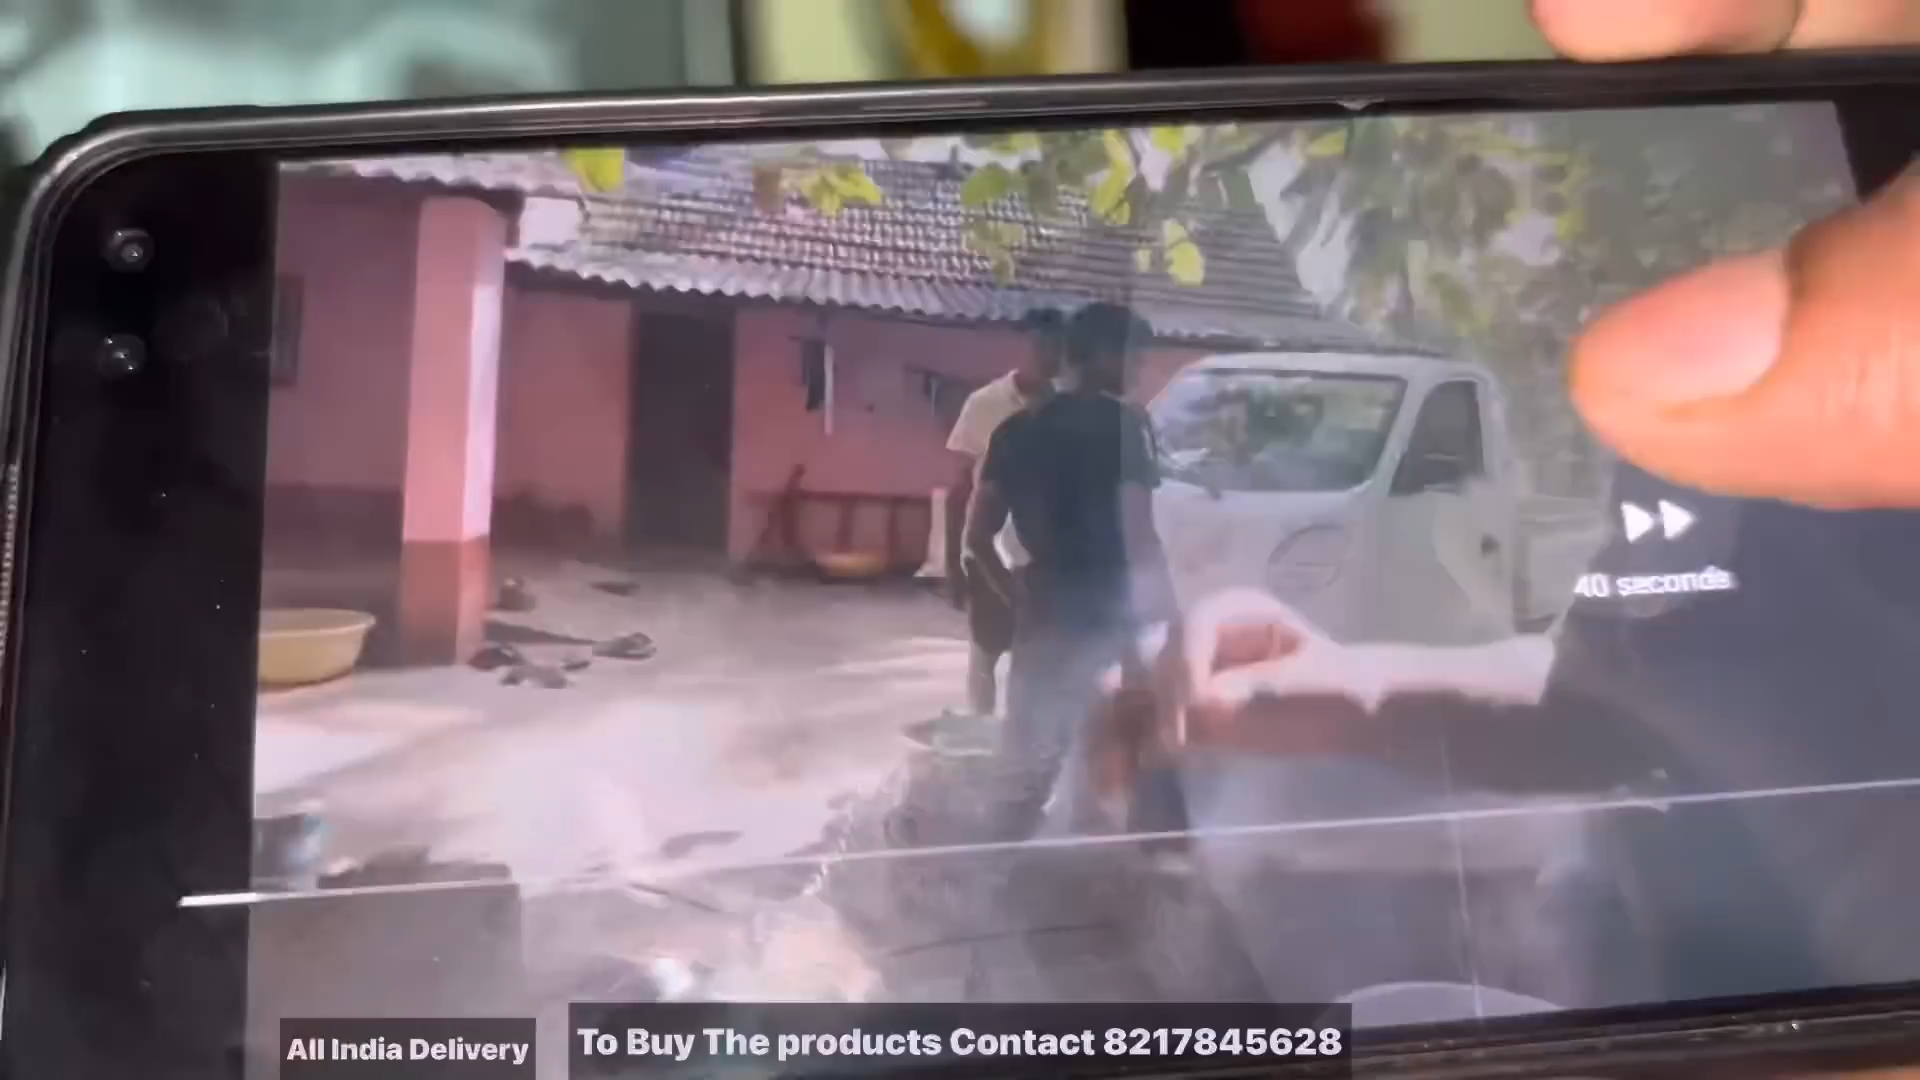 40 seconds
All India Delivery
To Buy The products Contact 8217845628